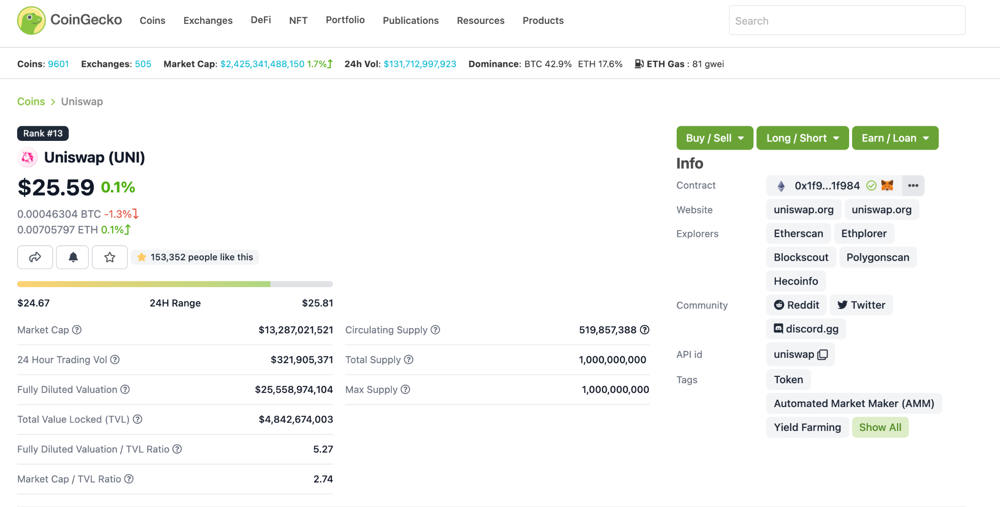 CoinGecko Coins Exchanges DeFi NFT Portfolio Publications Resources Products Search
Coins: 9601 Exchanges: 505 Market Cap: $2,425,341,488,150 1.7% 24h Vol: $131,712,997,923 Dominance: BTC 42.9% ETH 17.6% ETH Gas : 81 gwei
Coins > Uniswap
Rank #13
Uniswap (UNI)
$25.59 0.1%
0.00046304 BTC -1.3%
0.00705797 ETH 0.1%
153,352 people like this
$24.67 24H Range $25.81
Market Cap ? $13,287,021,521
24 Hour Trading Vol ? $321,905,371
Fully Diluted Valuation ? $25,558,974,104
Total Value Locked (TVL) ? $4,842,674,003
Fully Diluted Valuation / TVL Ratio ? 5.27
Market Cap / TVL Ratio ? 2.74
Circulating Supply ? 519,857,388 ?
Total Supply ? 1,000,000,000
Max Supply ? 1,000,000,000
Buy / Sell Long / Short Earn / Loan
Info
Contract 0x1f9...1f984 •••
Website uniswap.org uniswap.org
Explorers Etherscan Ethplorer
Blockscout Polygonscan
Hecoinfo
Community Reddit Twitter
discord.gg
API id uniswap
Tags Token
Automated Market Maker (AMM)
Yield Farming Show All